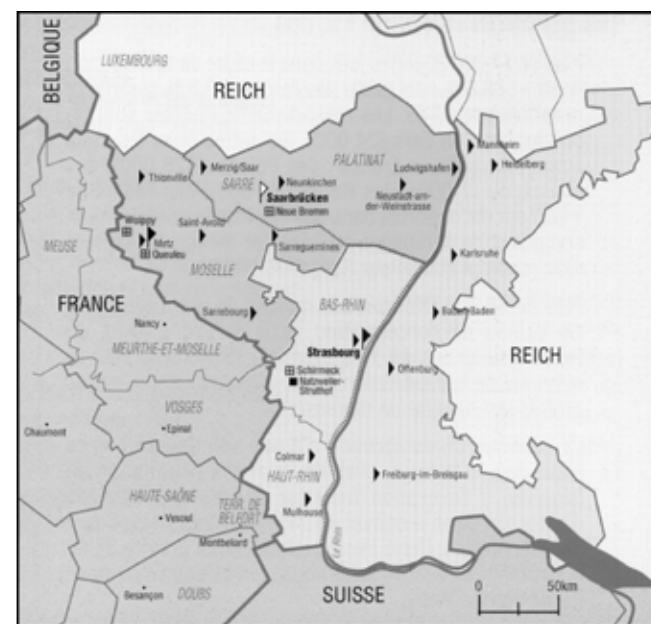 BELGIQUE
LUXEMBOURG
REICH
PALATINAT
Mannheim
Heidelberg
Ludwigshafen
Merzig/Saar
Thionville
SARRE
Neunkirchen
Saarbrücken
Neue Bremm
Neustadt-am-
der-Weinstrasse
Woippy
Saint-Avold
Metz
Queuleu
Sarreguemines
MEUSE
MOSELLE
Karlsruhe
FRANCE
Sarrebourg
BAS-RHIN
Baden-Baden
Nancy
MEURTHE-ET-MOSELLE
Strasbourg
REICH
Schirmeck
Natzweiler-
Struthof
Offenburg
VOSGES
Chaumont
Epinal
Colmar
HAUT-RHIN
Freiburg-im-Breisgau
HAUTE-SAÔNE
TERR. DE
BELFORT
Mulhouse
Vesoul
Montbéliard
Le Rhin
Besançon
DOUBS
SUISSE
0 50km